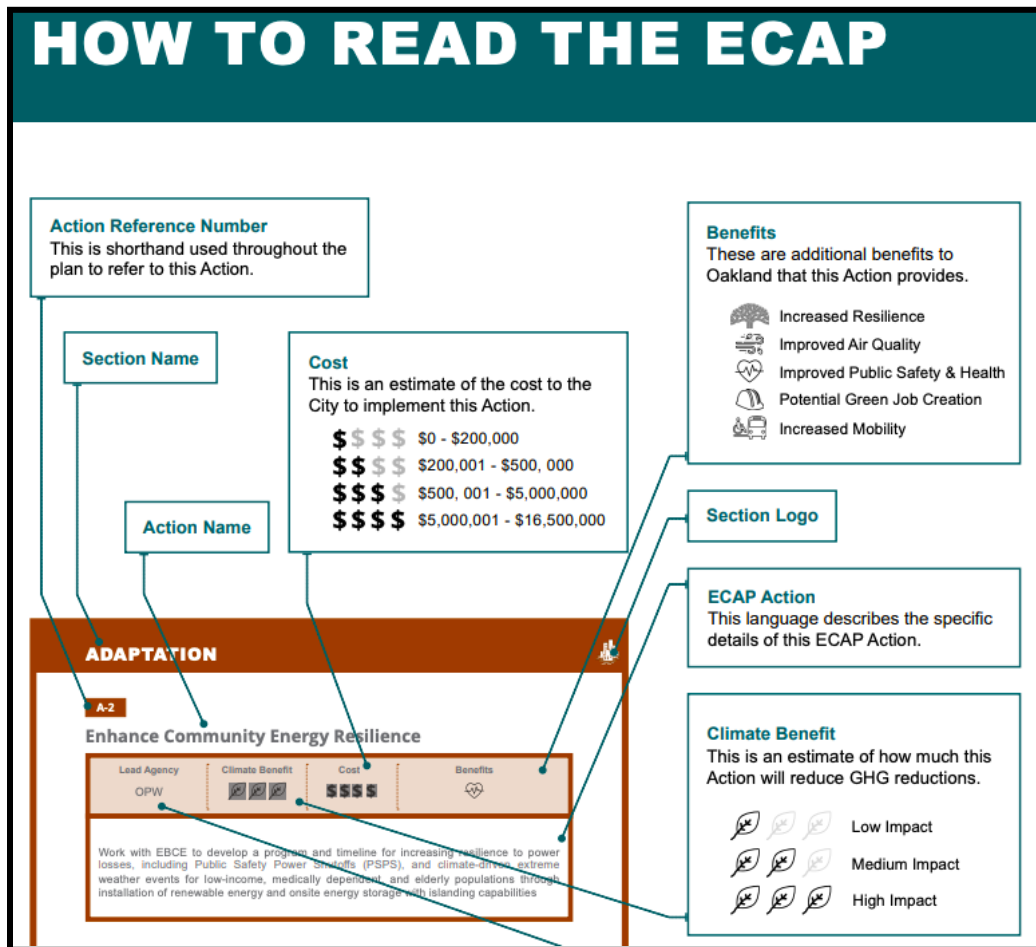 HOW TO READ THE ECAP
Action Reference Number
This is shorthand used throughout the
plan to refer to this Action.
Section Name
Cost
This is an estimate of the cost to the
City to implement this Action.
$$$$ $0 - $200,000
$$$$ $200,001 - $500, 000
$$$$ $500, 001 - $5,000,000
$$$$ $5,000,001 - $16,500,000
Action Name
Benefits
These are additional benefits to
Oakland that this Action provides.
Increased Resilience
Improved Air Quality
Improved Public Safety & Health
Potential Green Job Creation
Increased Mobility
Section Logo
ECAP Action
This language describes the specific
details of this ECAP Action.
Climate Benefit
This is an estimate of how much this
Action will reduce GHG reductions.
Low Impact
Medium Impact
High Impact
ADAPTATION
A-2
Enhance Community Energy Resilience
Lead Agency Climate Benefit Cost Benefits
OPW $$$$
Work with EBCE to develop a program and timeline for increasing resilience to power
losses, including Public Safety Power Shutoffs (PSPS), and climate-driven extreme
weather events for low-income, medically dependent, and elderly populations through
installation of renewable energy and onsite energy storage with islanding capabilities